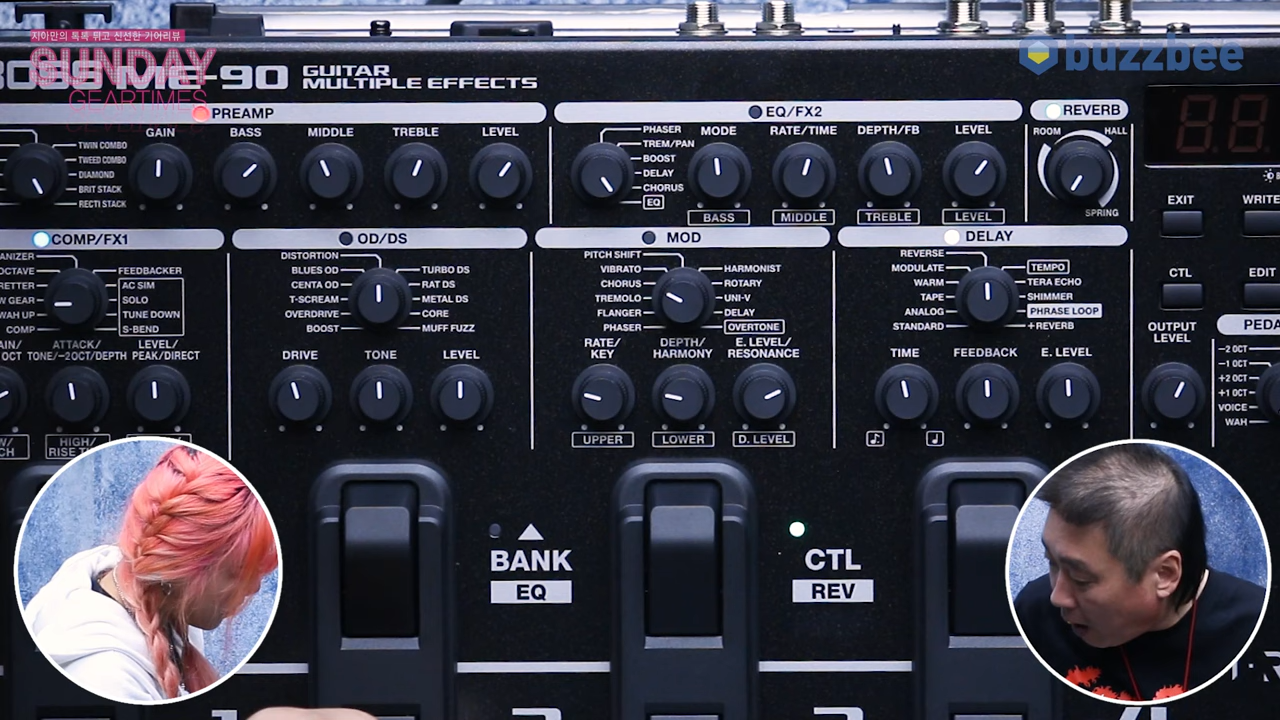 지아만의 톡톡 튀고 신선한 기어리뷰
SUNDAY
GEARTIMES
buzzbee
BOSS ME-90 GUITAR
MULTIPLE EFFECTS
PREAMP
EQ/FX2
REVERB
GAIN BASS MIDDLE TREBLE LEVEL
TWIN COMBO
TWEED COMBO
DIAMOND
BRIT STACK
RECTI STACK
PHASER
TREM/PAN
BOOST
DELAY
CHORUS
EQ
MODE RATE/TIME DEPTH/FB LEVEL
BASS MIDDLE TREBLE LEVEL
ROOM HALL
SPRING
EXIT WRITE
CTL EDIT
COMP/FX1
OD/DS
MOD
DELAY
OCTAVE
WAH UP
COMP
FEEDBACKER
AC SIM
SOLO
TUNE DOWN
S-BEND
ATTACK/
TONE/-2OCT/DEPTH
LEVEL/
PEAK/DIRECT
HIGH/
DISTORTION
BLUES OD
CENTA OD
T-SCREAM
OVERDRIVE
BOOST
TURBO DS
RAT DS
METAL DS
CORE
MUFF FUZZ
DRIVE TONE LEVEL
PITCH SHIFT
VIBRATO
CHORUS
TREMOLO
FLANGER
PHASER
HARMONIST
ROTARY
UNI-V
DELAY
OVERTONE
RATE/
KEY
DEPTH/
HARMONY
E. LEVEL/
RESONANCE
UPPER LOWER D. LEVEL
REVERSE
MODULATE
WARM
TAPE
ANALOG
STANDARD
TEMPO
TERA ECHO
SHIMMER
PHRASE LOOP
+REVERB
TIME FEEDBACK E. LEVEL
OUTPUT
LEVEL
-2 OCT
-1 OCT
+2 OCT
+1 OCT
VOICE
WAH
BANK
EQ
CTL
REV